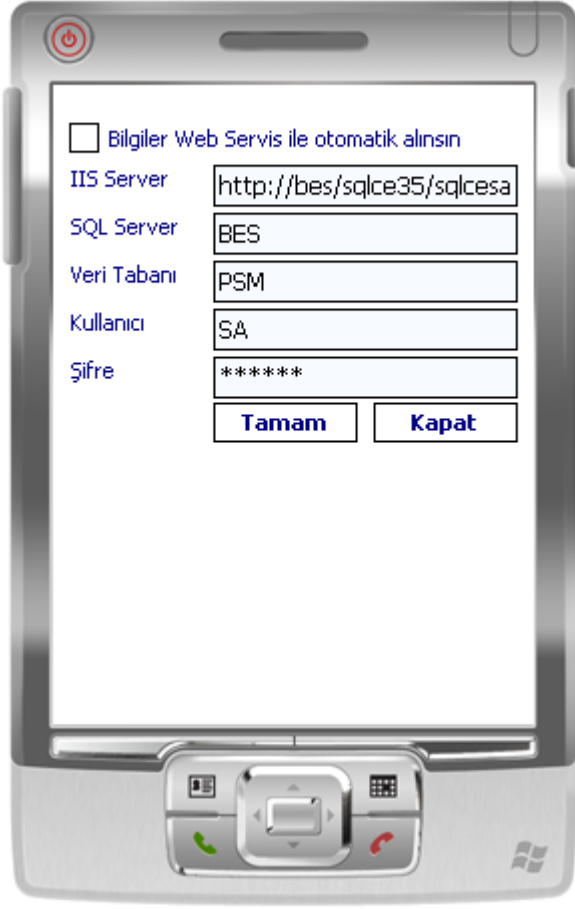 Bilgiler Web Servis ile otomatik alınsın
IIS Server http://bes/sqlce35/sqlcesa
SQL Server BES
Veri Tabanı PSM
Kullanıcı SA
Şifre ******
Tamam Kapat